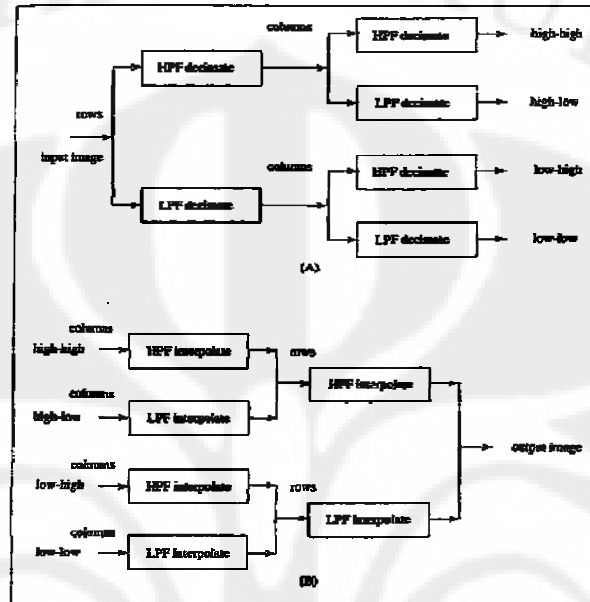 columns
HPF decimate
high-high
HPF decimate
LPF decimate
high-low
rows
input image
columns
HPF decimate
low-high
LPF decimate
LPF decimate
low-low
(A)
columns
high-high
HPF interpolate
rows
HPF interpolate
columns
high-low
LPF interpolate
output image
columns
low-high
HPF interpolate
rows
LPF interpolate
columns
low-low
LPF interpolate
(B)